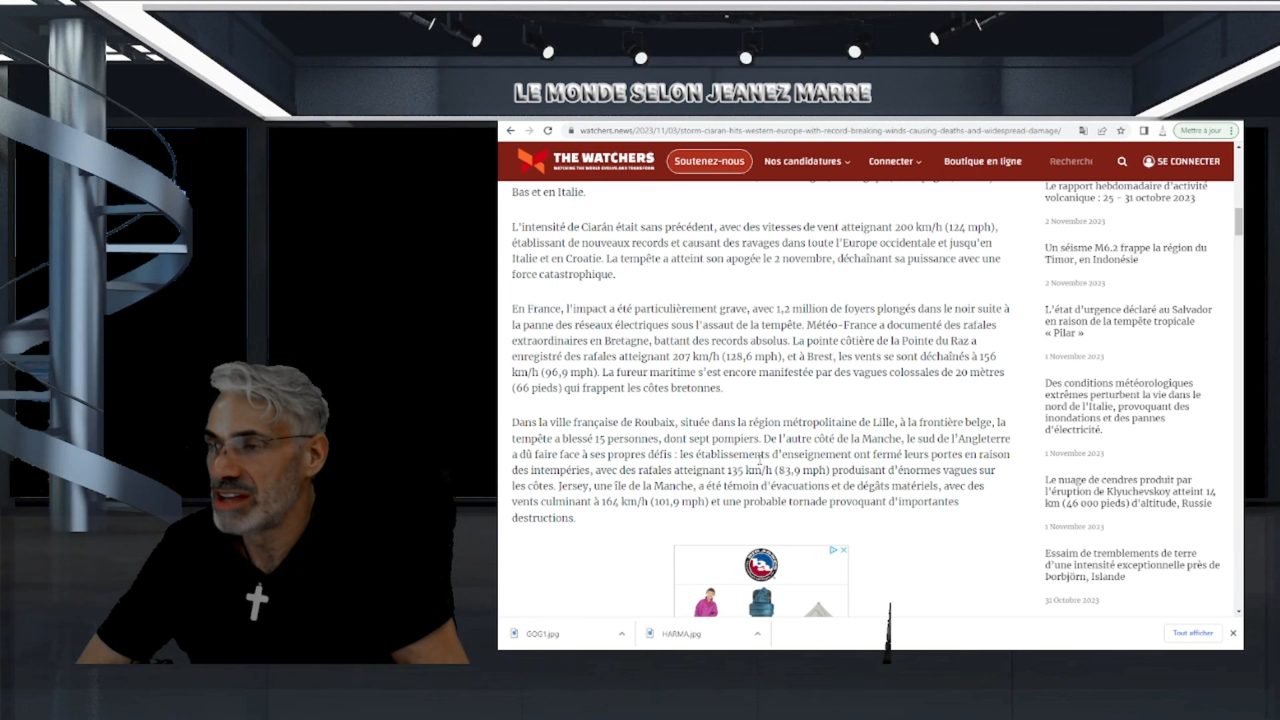 LE MONDE SELON JEANEZ MARRE
watchers.news/2023/11/03/storm-ciaran-hits-western-europe-with-record-breaking-winds-causing-deaths-and-widespread-damage/
Mettre à jour
THE WATCHERS
WATCHING THE WORLD EVOLVE AND TRANSFORM
Soutenez-nous
Nos candidatures
Connecter
Boutique en ligne
Recherche
SE CONNECTER
Bas et en Italie.
L'intensité de Ciarán était sans précédent, avec des vitesses de vent atteignant 200 km/h (124 mph),
établissant de nouveaux records et causant des ravages dans toute l'Europe occidentale et jusqu'en
Italie et en Croatie. La tempête a atteint son apogée le 2 novembre, déchaînant sa puissance avec une
force catastrophique.
En France, l'impact a été particulièrement grave, avec 1,2 million de foyers plongés dans le noir suite à
la panne des réseaux électriques sous l'assaut de la tempête. Météo-France a documenté des rafales
extraordinaires en Bretagne, battant des records absolus. La pointe côtière de la Pointe du Raz a
enregistré des rafales atteignant 207 km/h (128,6 mph), et à Brest, les vents se sont déchaînés à 156
km/h (96,9 mph). La fureur maritime s'est encore manifestée par des vagues colossales de 20 mètres
(66 pieds) qui frappent les côtes bretonnes.
Dans la ville française de Roubaix, située dans la région métropolitaine de Lille, à la frontière belge, la
tempête a blessé 15 personnes, dont sept pompiers. De l'autre côté de la Manche, le sud de l'Angleterre
a dû faire face à ses propres défis : les établissements d'enseignement ont fermé leurs portes en raison
des intempéries, avec des rafales atteignant 135 km/h (83,9 mph) produisant d'énormes vagues sur
les côtes. Jersey, une île de la Manche, a été témoin d'évacuations et de dégâts matériels, avec des
vents culminant à 164 km/h (101,9 mph) et une probable tornade provoquant d'importantes
destructions.
Le rapport hebdomadaire d'activité
volcanique : 25 - 31 octobre 2023
2 Novembre 2023
Un séisme M6.2 frappe la région du
Timor, en Indonésie
2 Novembre 2023
L'état d'urgence déclaré au Salvador
en raison de la tempête tropicale
« Pilar »
1 Novembre 2023
Des conditions météorologiques
extrêmes perturbent la vie dans le
nord de l'Italie, provoquant des
inondations et des pannes
d'électricité.
1 Novembre 2023
Le nuage de cendres produit par
l'éruption de Klyuchevskoy atteint 14
km (46 000 pieds) d'altitude, Russie
1 Novembre 2023
Essaim de tremblements de terre
d'une intensité exceptionnelle près de
Þorbjörn, Islande
31 Octobre 2023
GOG1.jpg
HARMA.jpg
Tout afficher